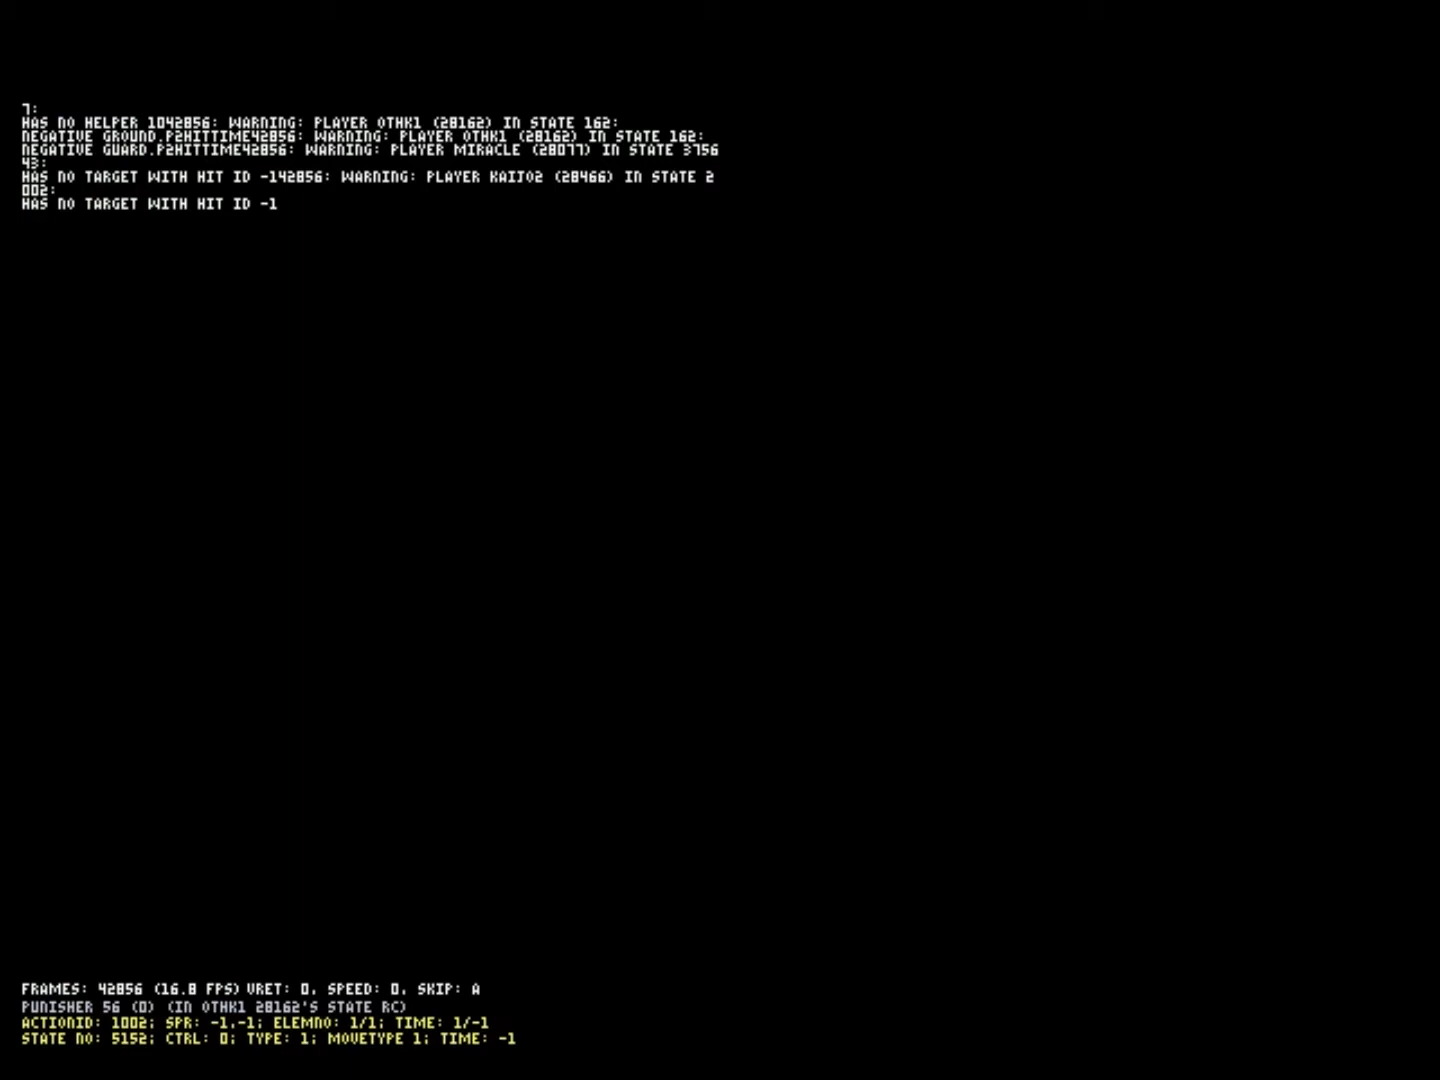 7:
HAS NO HELPER 1042856: WARNING: PLAYER OTHK1 (28162) IN STATE 162:
NEGATIVE GROUND.P2HITTIME42856: WARNING: PLAYER OTHK1 (28162) IN STATE 162:
NEGATIVE GUARD.P2HITTIME42856: WARNING: PLAYER MIRACLE (28077) IN STATE 3756
43:
HAS NO TARGET WITH HIT ID -142856: WARNING: PLAYER KAIJO2 (28466) IN STATE 2
002:
HAS NO TARGET WITH HIT ID -1
FRAMES: 42856 (16.8 FPS) VRET: 0. SPEED: 0. SKIP: A
PUNISHER 56 (0) (IN OTHK1 28162'S STATE RC)
ACTIONID: 1002; SPR: -1,-1; ELEMNO: 1/1; TIME: 1/-1
STATE NO: 5152; CTRL: 0; TYPE: 1; MOVETYPE 1; TIME: -1